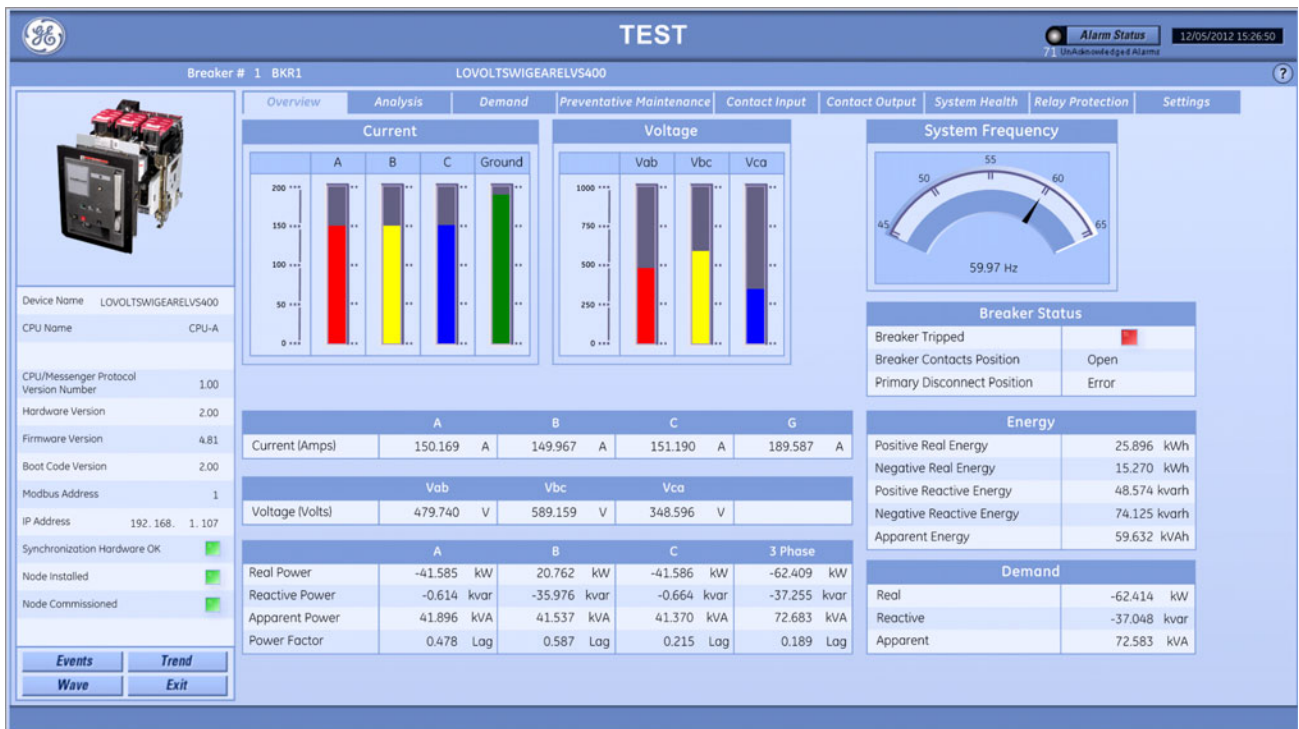 GE
TEST
Alarm Status
12/05/2012 15:26:50
71 UnAcknowledged Alarms
Breaker # 1 BKR1 LOVOLTSWIGEARELVS400 ?
Overview Analysis Demand Preventative Maintenance Contact Input Contact Output System Health Relay Protection Settings
Current
A B C Ground
200
150
100
50
0
Voltage
Vab Vbc Vca
1000
750
500
250
0
System Frequency
45 50 55 60 65
59.97 Hz
Device Name LOVOLTSWIGEARELVS400
CPU Name CPU-A
CPU/Messenger Protocol
Version Number 1.00
Hardware Version 2.00
Firmware Version 4.81
Boot Code Version 2.00
Modbus Address 1
IP Address 192. 168. 1. 107
Synchronization Hardware OK
Node Installed
Node Commissioned
Events Trend
Wave Exit
Breaker Status
Breaker Tripped
Breaker Contacts Position Open
Primary Disconnect Position Error
A B C G
Current (Amps) 150.169 A 149.967 A 151.190 A 189.587 A
Vab Vbc Vca
Voltage (Volts) 479.740 V 589.159 V 348.596 V
A B C 3 Phase
Real Power -41.585 kW 20.762 kW -41.586 kW -62.409 kW
Reactive Power -0.614 kvar -35.976 kvar -0.664 kvar -37.255 kvar
Apparent Power 41.896 kVA 41.537 kVA 41.370 kVA 72.683 kVA
Power Factor 0.478 Lag 0.587 Lag 0.215 Lag 0.189 Lag
Energy
Positive Real Energy 25.896 kWh
Negative Real Energy 15.270 kWh
Positive Reactive Energy 48.574 kvarh
Negative Reactive Energy 74.125 kvarh
Apparent Energy 59.632 kVAh
Demand
Real -62.414 kW
Reactive -37.048 kvar
Apparent 72.583 kVA